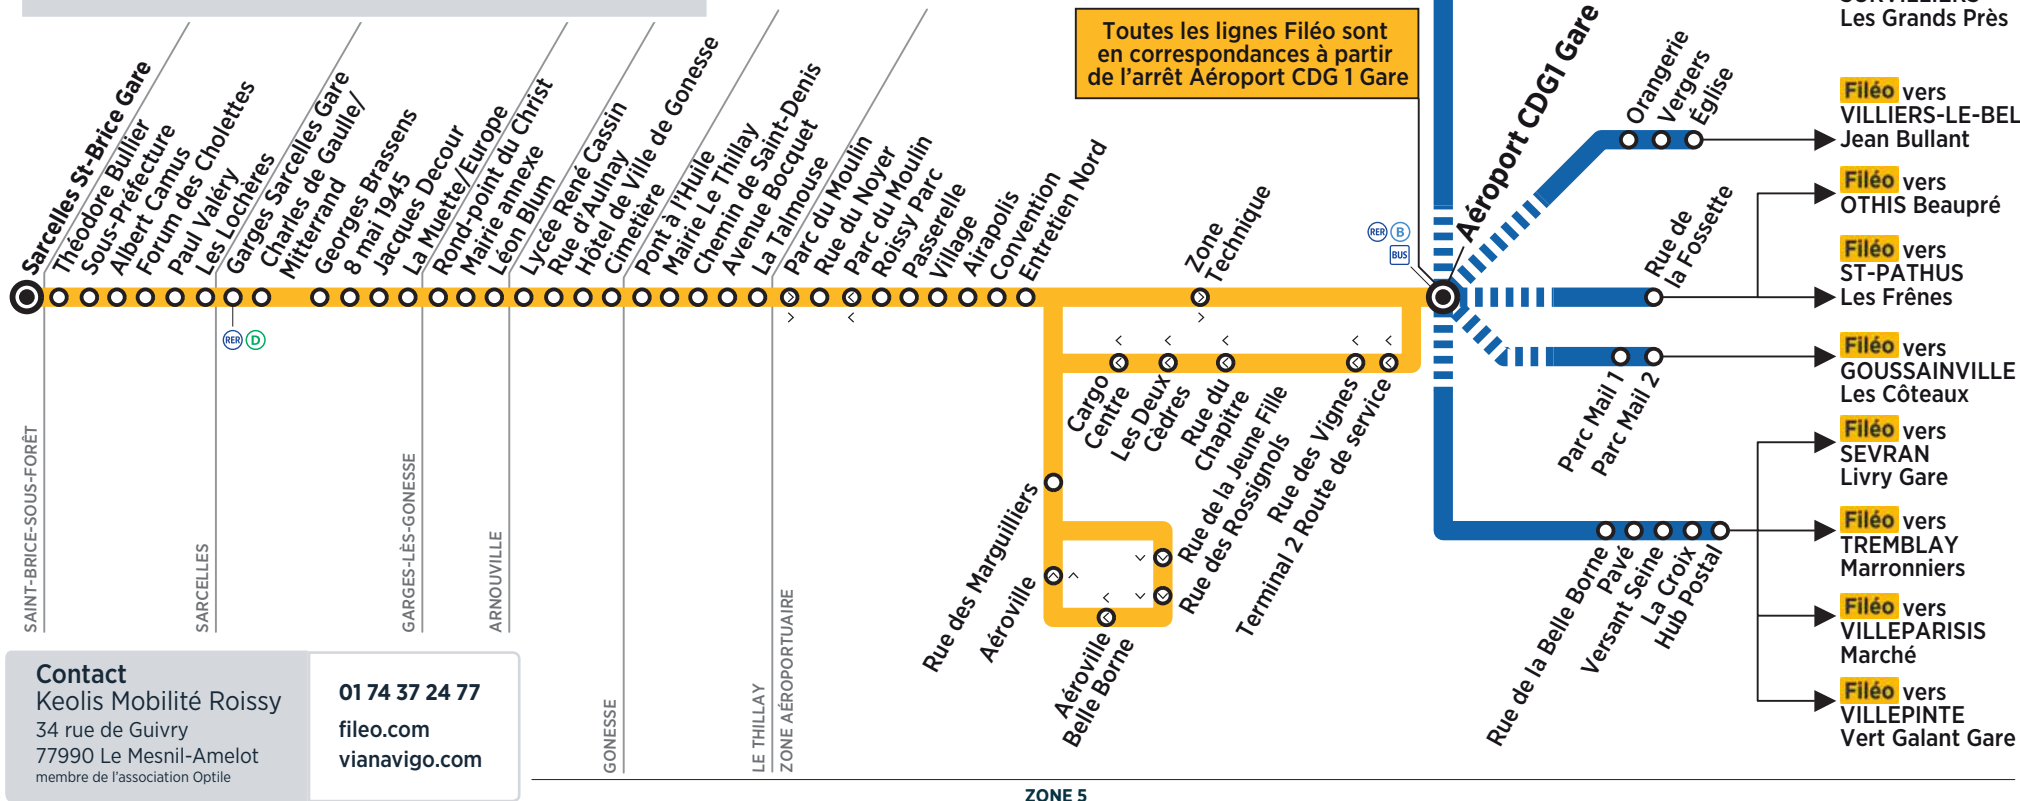 Toutes les lignes Filéo sont
en correspondances à partir
de l'arrêt Aéroport CDG 1 Gare
Sarcelles St-Brice Gare
Théodore Bullier
Sous-Préfecture
Albert Camus
Forum des Cholettes
Paul Valéry
Les Lochères
Garges Sarcelles Gare
Charles de Gaulle/
Mitterrand
Georges Brassens
8 mai 1945
Jacques Decour
La Muette/Europe
Rond-point du Christ
Mairie annexe
Léon Blum
Lycée René Cassin
Rue d'Aulnay
Hôtel de Ville de Gonesse
Cimetière
Pont à l'Huile
Mairie Le Thillay
Chemin de Saint-Denis
Avenue Bocquet
La Talmouse
Parc du Moulin
Rue du Noyer
Parc du Moulin
Roissy Parc
Passerelle
Village
Airapolis
Convention
Entretien Nord
Zone
Technique
Aéroport CDG1 Gare
RER B
BUS
RER D
Cargo
Centre
Les Deux
Cèdres
Rue du
Chapitre
Rue des Vignes
Terminal 2 Route de service
Rue des Marguilliers
Aéroville
Aéroville
Belle Borne
Rue de la Jeune Fille
Rue des Rossignols
Orangerie
Vergers
Église
Rue de
la Fossette
Parc Mail 1
Parc Mail 2
Rue de la Belle Borne
Pavé
Versant Seine
La Croix
Hub Postal
Les Grands Près
Filéo vers
VILLIERS-LE-BEL
Jean Bullant
Filéo vers
OTHIS Beaupré
Filéo vers
ST-PATHUS
Les Frênes
Filéo vers
GOUSSAINVILLE
Les Côteaux
Filéo vers
SEVRAN
Livry Gare
Filéo vers
TREMBLAY
Marronniers
Filéo vers
VILLEPARISIS
Marché
Filéo vers
VILLEPINTE
Vert Galant Gare
SAINT-BRICE-SOUS-FORÊT
SARCELLES
GARGES-LÈS-GONESSE
ARNOUVILLE
GONESSE
LE THILLAY
ZONE AÉROPORTUAIRE
Contact
Keolis Mobilité Roissy
34 rue de Guivry
77990 Le Mesnil-Amelot
membre de l'association Optile
01 74 37 24 77
fileo.com
vianavigo.com
ZONE 5